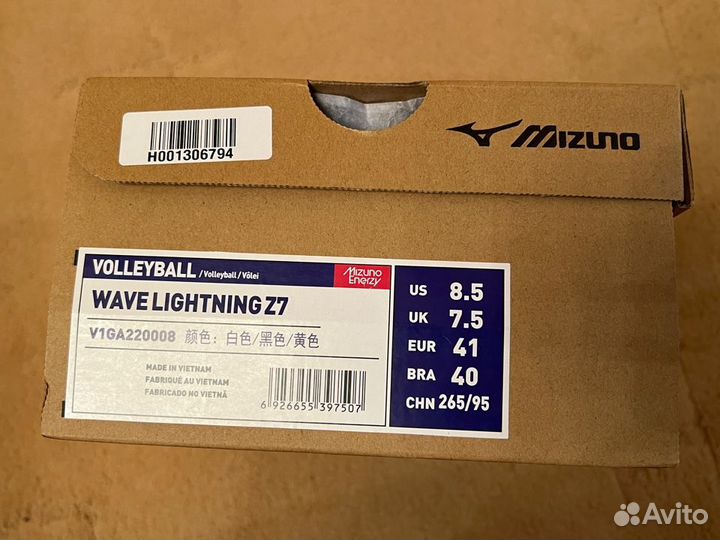 MIZUNO
H001306794
VOLLEYBALL /Volleyball/Vôlei
Mizuno
Enerzy
WAVE LIGHTNING Z7
V1GA220008 颜色：白色/黑色/黄色
MADE IN VIETNAM
FABRIQUÉ AU VIETNAM
FABRICADO NO VIETNÃ
6 926655 397507
US 8.5
UK 7.5
EUR 41
BRA 40
CHN 265/95
Avito